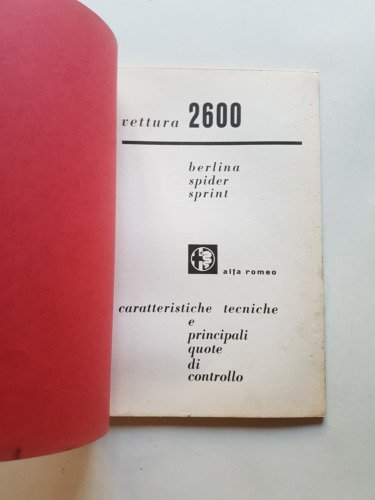 vettura 2600
berlina
spider
sprint
alfa romeo
caratteristiche tecniche
e
principali
quote
di
controllo